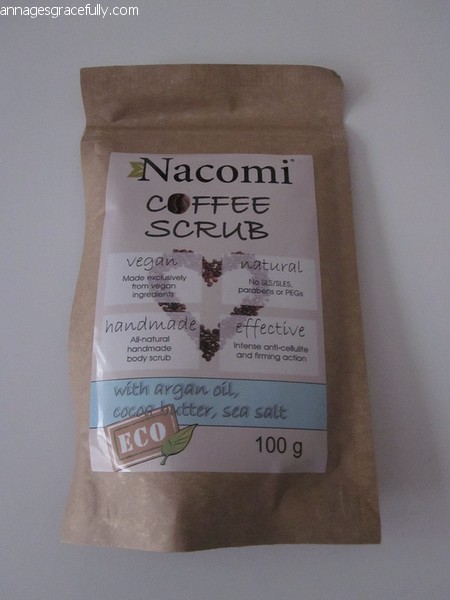 annagesgracefully.com
Nacomi
COFFEE
SCRUB
vegan
Made exclusively
from vegan
ingredients
natural
No SLS/SLES,
parabens or PEGs
handmade
All-natural
handmade
body scrub
effective
Intense anti-cellulite
and firming action
with argan oil,
cocoa butter, sea salt
ECO
100 g